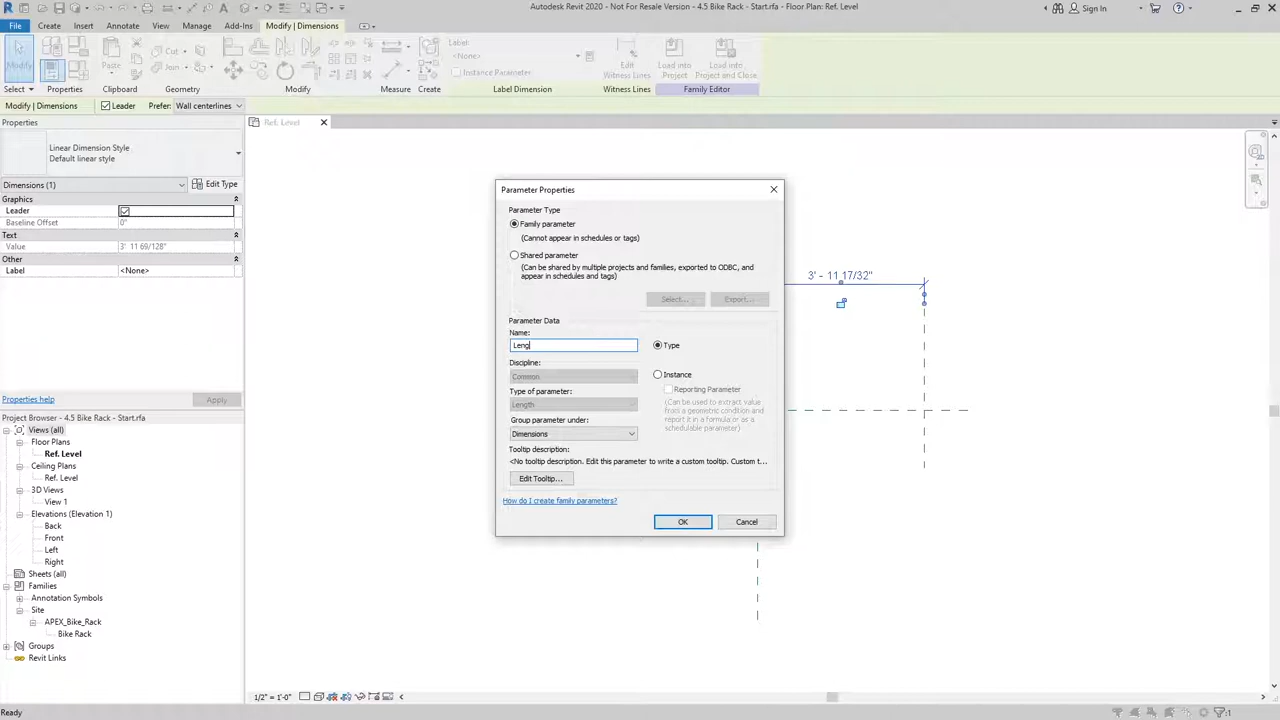 Autodesk Revit 2020 - Not For Resale Version - 4.5 Bike Rack - Start.rfa - Floor Plan: Ref. Level
Sign In
File Create Insert Annotate View Manage Add-Ins Modify | Dimensions
Modify
Select
Properties
Paste
Cut
Join
Clipboard
Geometry
Modify
Measure
Create
Label:
<None>
Instance Parameter
Label Dimension
Edit
Witness Lines
Witness Lines
Load into
Project
Load into
Project and Close
Family Editor
Modify | Dimensions Leader Prefer: Wall centerlines
Properties
Linear Dimension Style
Default linear style
Dimensions (1) Edit Type
Graphics
Leader
Baseline Offset 0"
Text
Value 3' 11 69/128"
Other
Label <None>
Properties help Apply
Project Browser - 4.5 Bike Rack - Start.rfa
Views (all)
Floor Plans
Ref. Level
Ceiling Plans
Ref. Level
3D Views
View 1
Elevations (Elevation 1)
Back
Front
Left
Right
Sheets (all)
Families
Annotation Symbols
Site
APEX_Bike_Rack
Bike Rack
Groups
Revit Links
Ref. Level
Parameter Properties
Parameter Type
Family parameter
(Cannot appear in schedules or tags)
Shared parameter
(Can be shared by multiple projects and families, exported to ODBC, and
appear in schedules and tags)
Select... Export...
Parameter Data
Name:
Leng
Type
Discipline:
Common
Instance
Reporting Parameter
(Can be used to extract value
from a geometric condition and
report it in a formula or as a
schedulable parameter)
Type of parameter:
Length
Group parameter under:
Dimensions
Tooltip description:
<No tooltip description. Edit this parameter to write a custom tooltip. Custom t...
Edit Tooltip...
How do I create family parameters?
OK Cancel
3' - 11 17/32"
1/2" = 1'-0"
Ready
:1